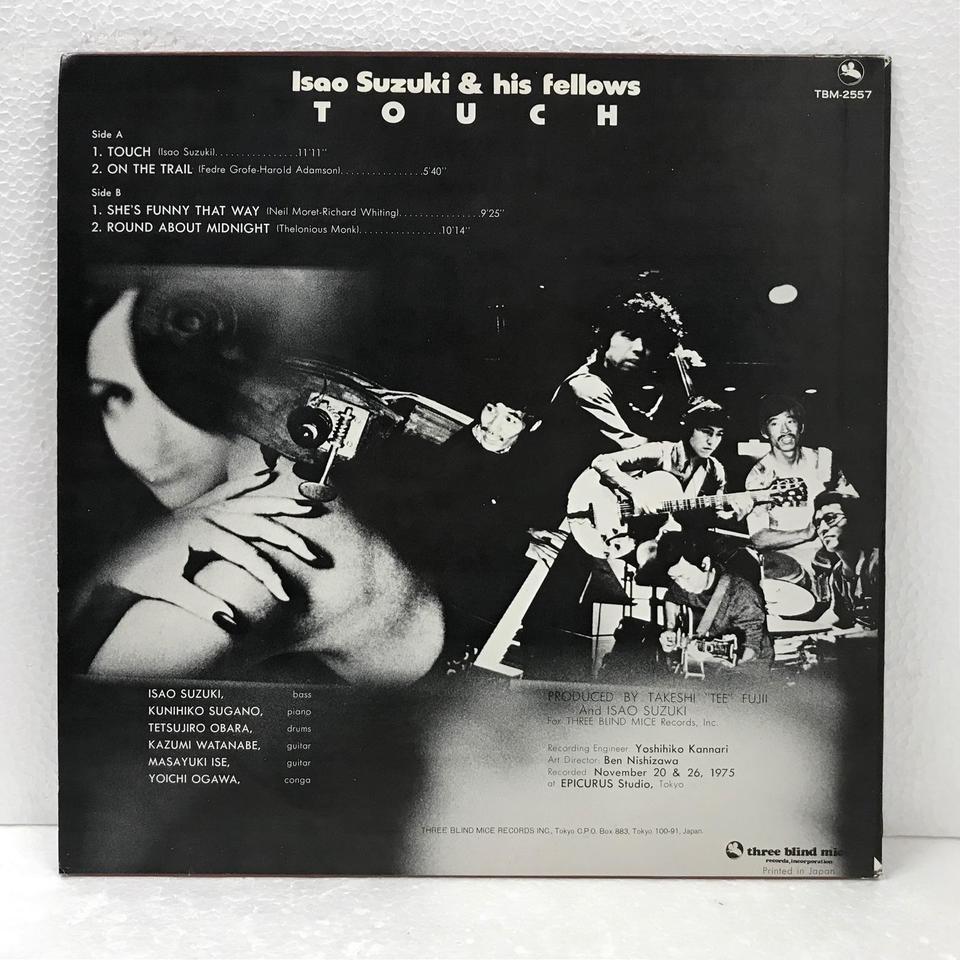 Isao Suzuki & his fellows
TOUCH
TBM-2557
Side A
1. TOUCH (Isao Suzuki)................11'11"
2. ON THE TRAIL (Fedre Grofe-Harold Adamson)................5'40"
Side B
1. SHE'S FUNNY THAT WAY (Neil Moret-Richard Whiting)................9'25"
2. ROUND ABOUT MIDNIGHT (Thelonious Monk)................10'14"
ISAO SUZUKI, bass
KUNIHIKO SUGANO, piano
TETSUJIRO OBARA, drums
KAZUMI WATANABE, guitar
MASAYUKI ISE, guitar
YOICHI OGAWA, conga
PRODUCED BY TAKESHI "TEE" FUJII
And ISAO SUZUKI
For THREE BLIND MICE Records, Inc.
Recording Engineer: Yoshihiko Kannari
Art Director: Ben Nishizawa
Recorded: November 20 & 26, 1975
at EPICURUS Studio, Tokyo
THREE BLIND MICE RECORDS INC., Tokyo C.P.O. Box 883, Tokyo 100-91, Japan.
three blind mic
records, incorporation
Printed in Japan